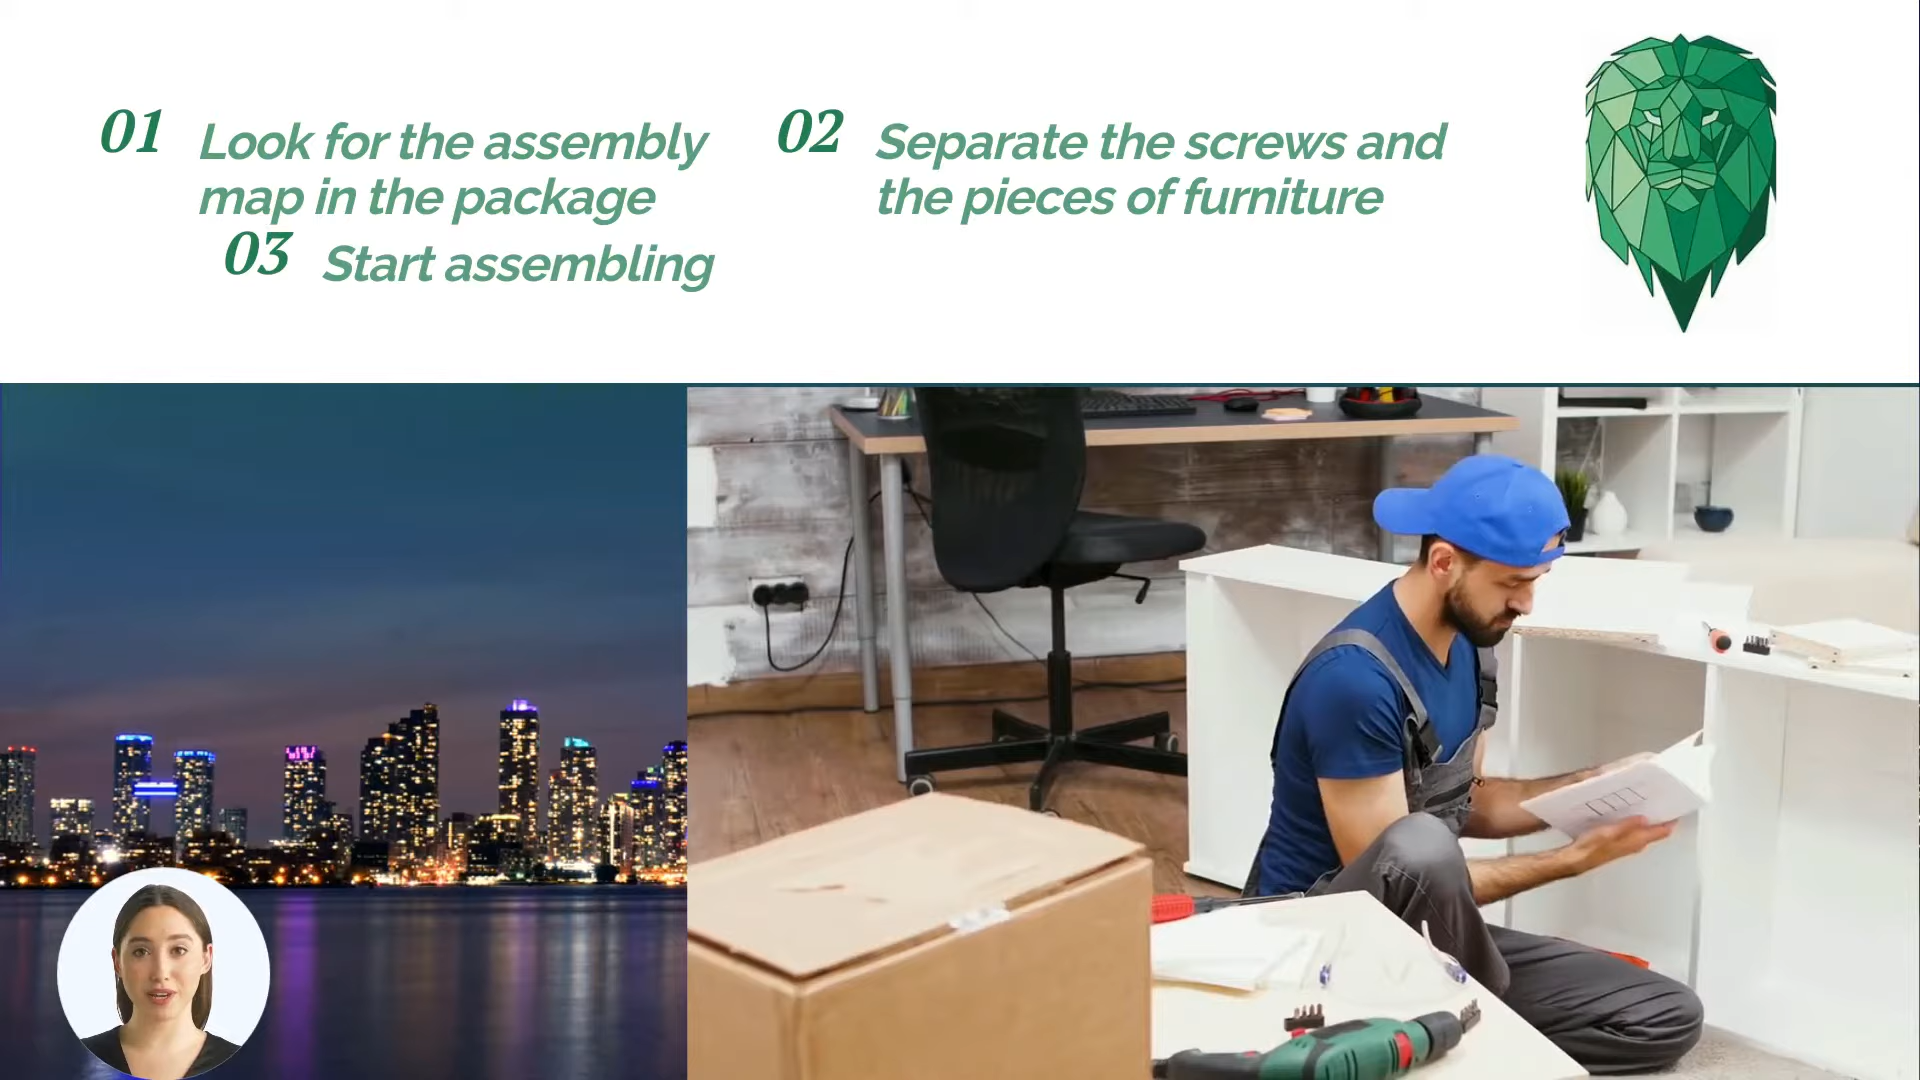 01 Look for the assembly
map in the package
02 Separate the screws and
the pieces of furniture
03 Start assembling